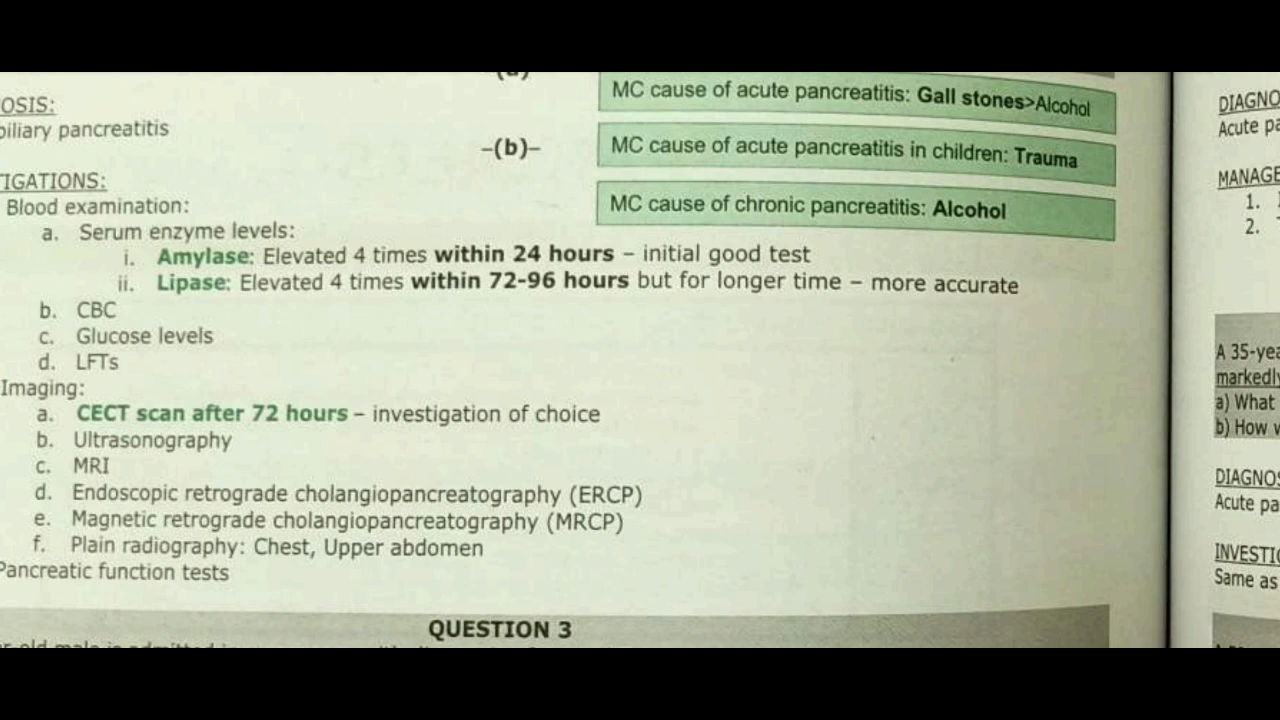 MC cause of acute pancreatitis: Gall stones>Alcohol
OSIS:
biliary pancreatitis
–(b)–
MC cause of acute pancreatitis in children: Trauma
TIGATIONS:
MC cause of chronic pancreatitis: Alcohol
Blood examination:
a. Serum enzyme levels:
i. Amylase: Elevated 4 times within 24 hours – initial good test
ii. Lipase: Elevated 4 times within 72-96 hours but for longer time – more accurate
b. CBC
c. Glucose levels
d. LFTs
Imaging:
a. CECT scan after 72 hours – investigation of choice
b. Ultrasonography
c. MRI
d. Endoscopic retrograde cholangiopancreatography (ERCP)
e. Magnetic retrograde cholangiopancreatography (MRCP)
f. Plain radiography: Chest, Upper abdomen
Pancreatic function tests
QUESTION 3
DIAGNO
Acute pa
MANAGE
1.
2.
A 35-yea
markedly
a) What
b) How w
DIAGNOS
Acute pa
INVESTIG
Same as